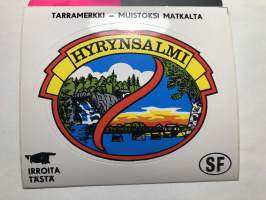 TARRAMERKKI – MUISTOKSI MATKALTA
HYRYNSALMI
IRROITA
TÄSTÄ
SF